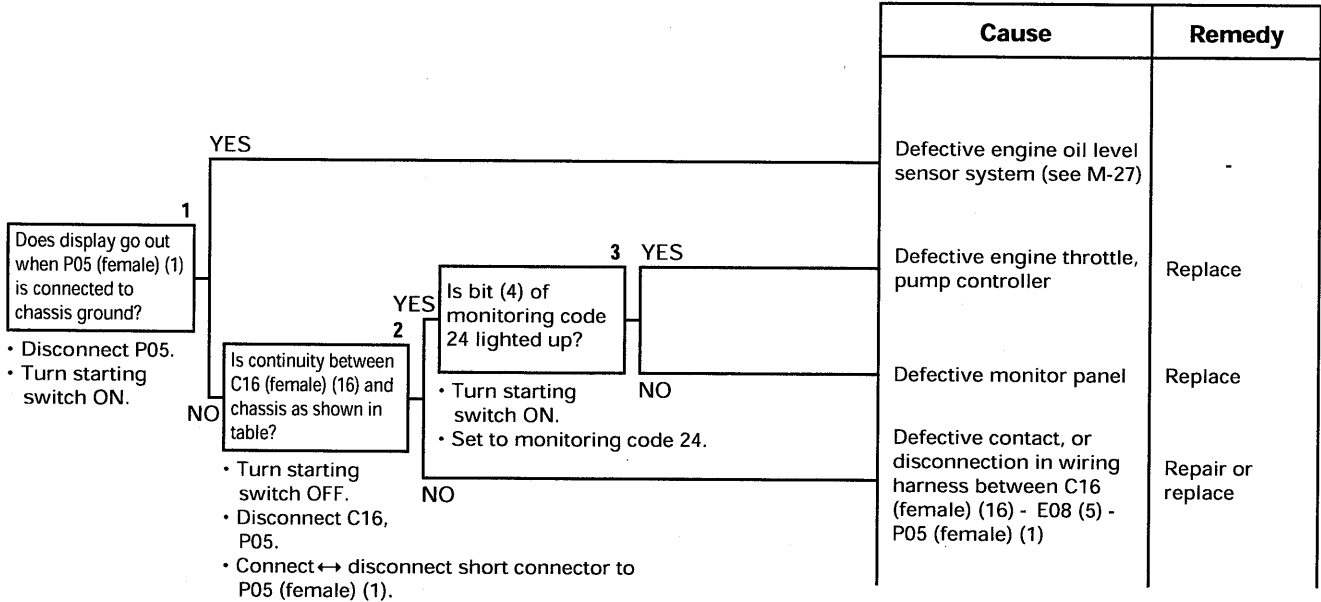 Cause
Remedy
YES
Defective engine oil level
sensor system (see M-27)
-
1
Does display go out
when P05 (female) (1)
is connected to
chassis ground?
• Disconnect P05.
• Turn starting
switch ON.
NO
2
Is continuity between
C16 (female) (16) and
chassis as shown in
table?
• Turn starting
switch OFF.
• Disconnect C16,
P05.
• Connect ↔ disconnect short connector to
P05 (female) (1).
YES
3
Is bit (4) of
monitoring code
24 lighted up?
• Turn starting
switch ON.
• Set to monitoring code 24.
YES
Defective engine throttle,
pump controller
Replace
NO
Defective monitor panel
Replace
NO
Defective contact, or
disconnection in wiring
harness between C16
(female) (16) - E08 (5) -
P05 (female) (1)
Repair or
replace